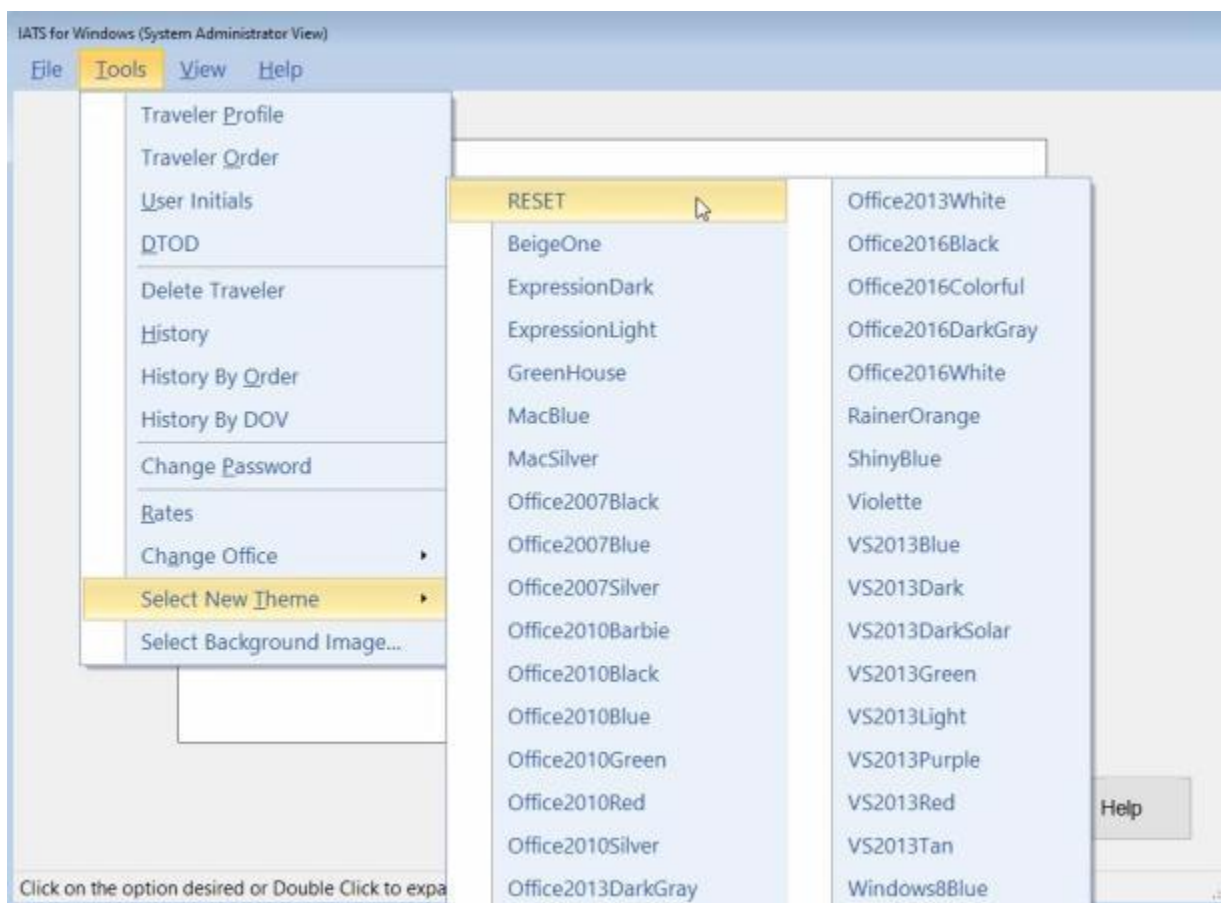 IATS for Windows (System Administrator View)
File Tools View Help
Traveler Profile
Traveler Order
User Initials
DTOD
Delete Traveler
History
History By Order
History By DOV
Change Password
Rates
Change Office
Select New Theme
Select Background Image...
RESET
BeigeOne
ExpressionDark
ExpressionLight
GreenHouse
MacBlue
MacSilver
Office2007Black
Office2007Blue
Office2007Silver
Office2010Barbie
Office2010Black
Office2010Blue
Office2010Green
Office2010Red
Office2010Silver
Office2013DarkGray
Office2013White
Office2016Black
Office2016Colorful
Office2016DarkGray
Office2016White
RainerOrange
ShinyBlue
Violette
VS2013Blue
VS2013Dark
VS2013DarkSolar
VS2013Green
VS2013Light
VS2013Purple
VS2013Red
VS2013Tan
Windows8Blue
Help
Click on the option desired or Double Click to expa